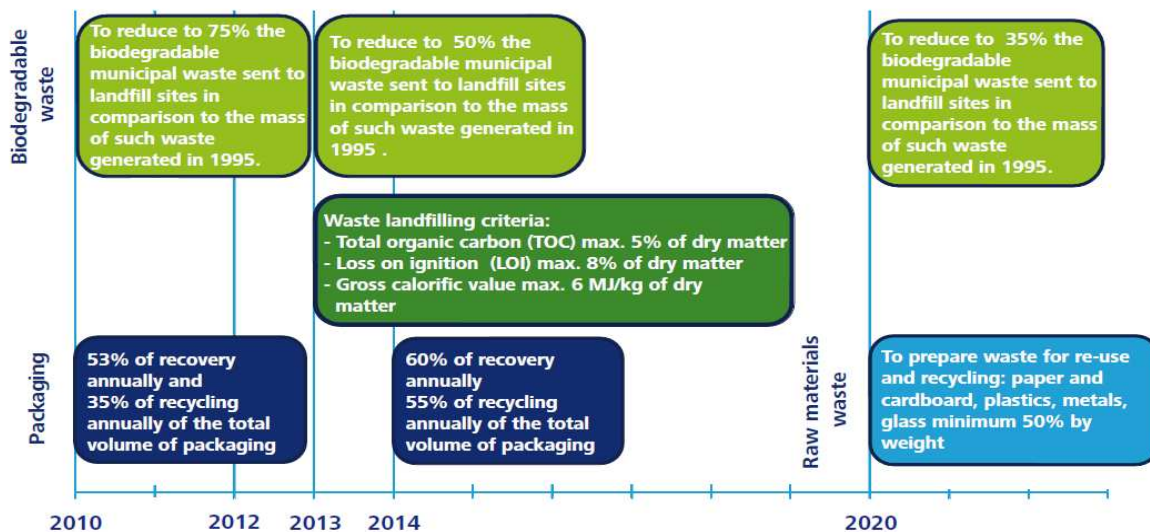 Biodegradable
waste
To reduce to 75% the
biodegradable
municipal waste sent to
landfill sites in
comparison to the mass
of such waste
generated in 1995.
To reduce to 50% the
biodegradable municipal
waste sent to landfill sites
in comparison to the mass
of such waste generated in
1995 .
To reduce to 35% the
biodegradable
municipal waste sent to
landfill sites in
comparison to the mass
of such waste
generated in 1995.
Waste landfilling criteria:
- Total organic carbon (TOC) max. 5% of dry matter
- Loss on ignition (LOI) max. 8% of dry matter
- Gross calorific value max. 6 MJ/kg of dry
matter
Packaging
53% of recovery
annually and
35% of recycling
annually of the total
volume of packaging
60% of recovery
annually
55% of recycling
annually of the total
volume of packaging
Raw materials
waste
To prepare waste for re-use
and recycling: paper and
cardboard, plastics, metals,
glass minimum 50% by
weight
2010 2012 2013 2014 2020